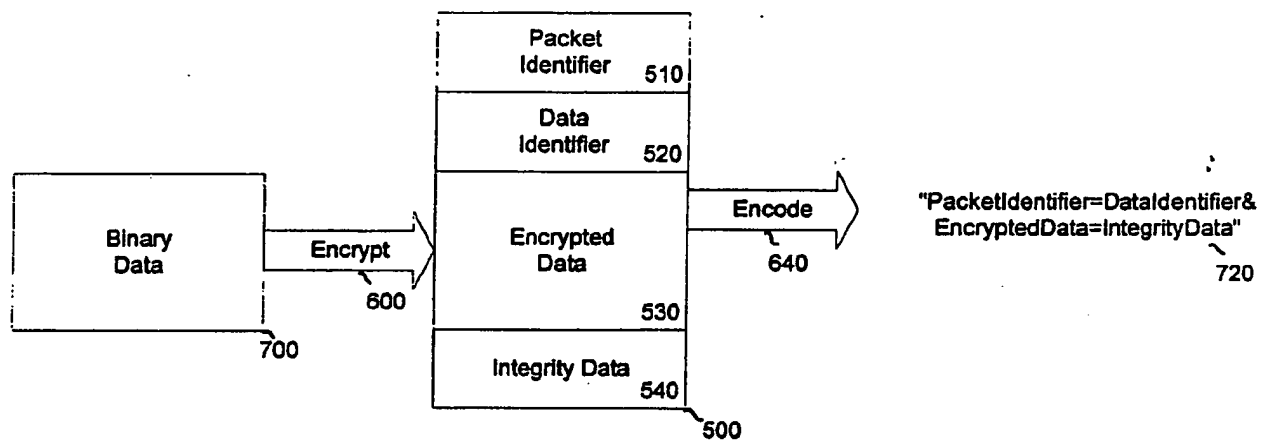 Packet
Identifier
510
Data
Identifier
520
Binary
Data
700
Encrypt
600
Encrypted
Data
530
Integrity Data
540
500
Encode
640
"PacketIdentifier=DataIdentifier&
EncryptedData=IntegrityData"
720